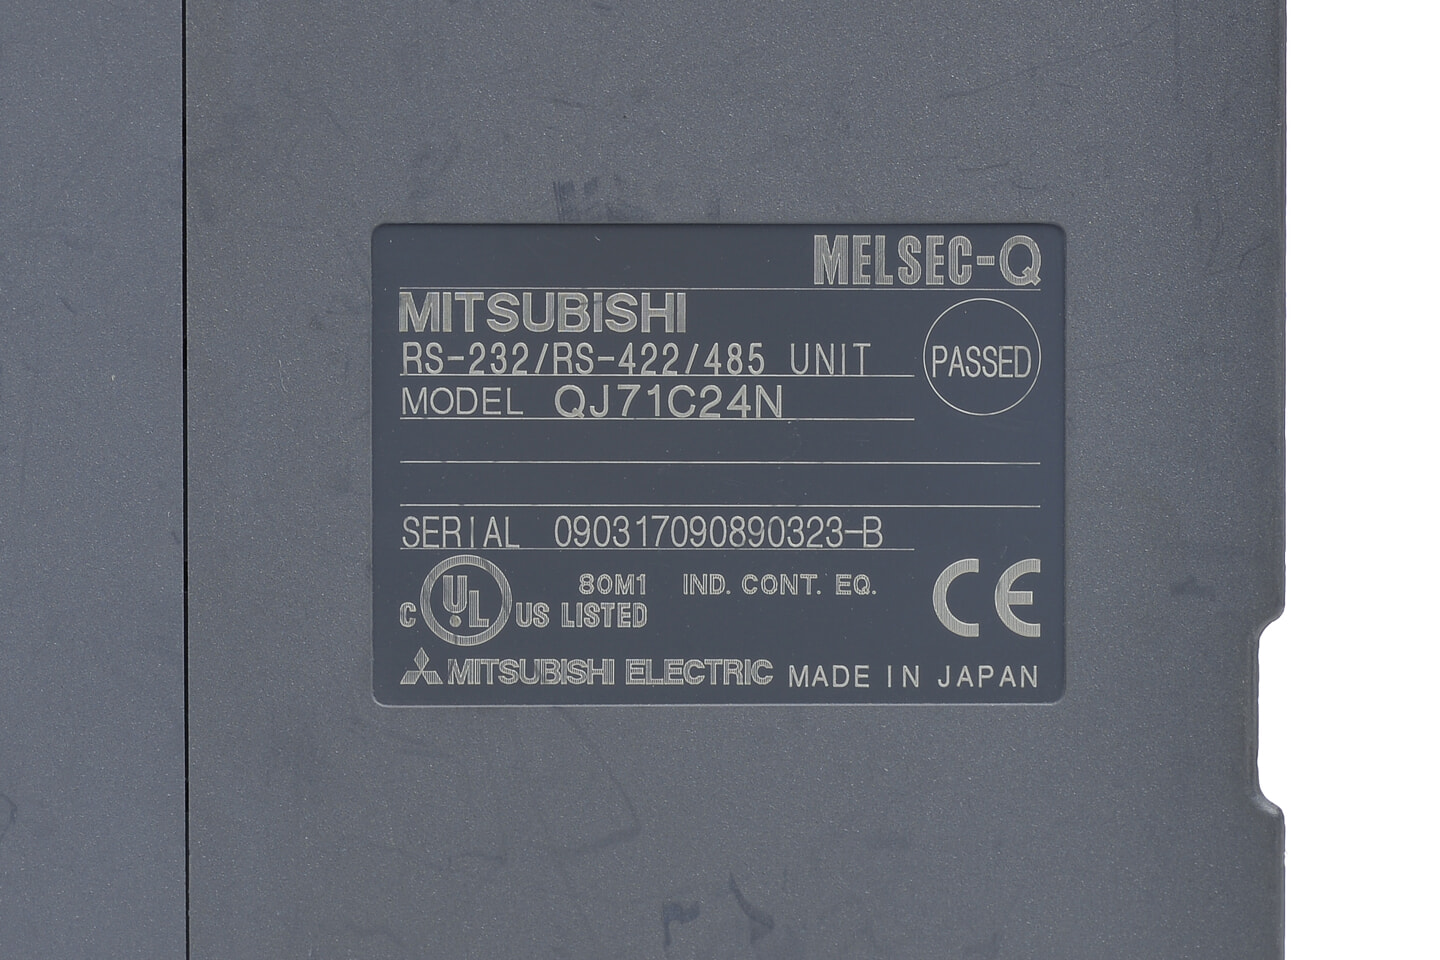 MELSEC-Q
MITSUBISHI
RS-232/RS-422/485 UNIT
PASSED
MODEL QJ71C24N
SERIAL 090317090890323-B
80M1 IND. CONT. EQ.
C UL US LISTED
CE
MITSUBISHI ELECTRIC MADE IN JAPAN